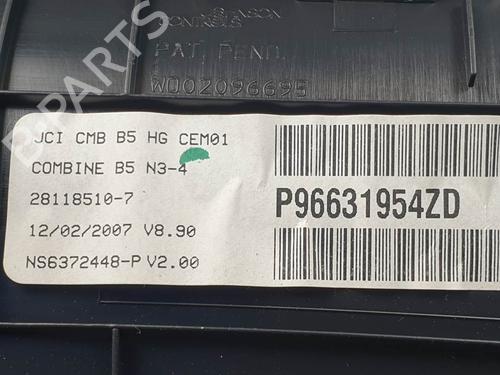 JOHNSON
CONTROLS
PAT. PEND.
W002096695
JCI CMB B5 HG CEM01
COMBINE B5 N3-4
28118510-7
12/02/2007 V8.90
NS6372448-P V2.00
P96631954ZD
B-PARTS